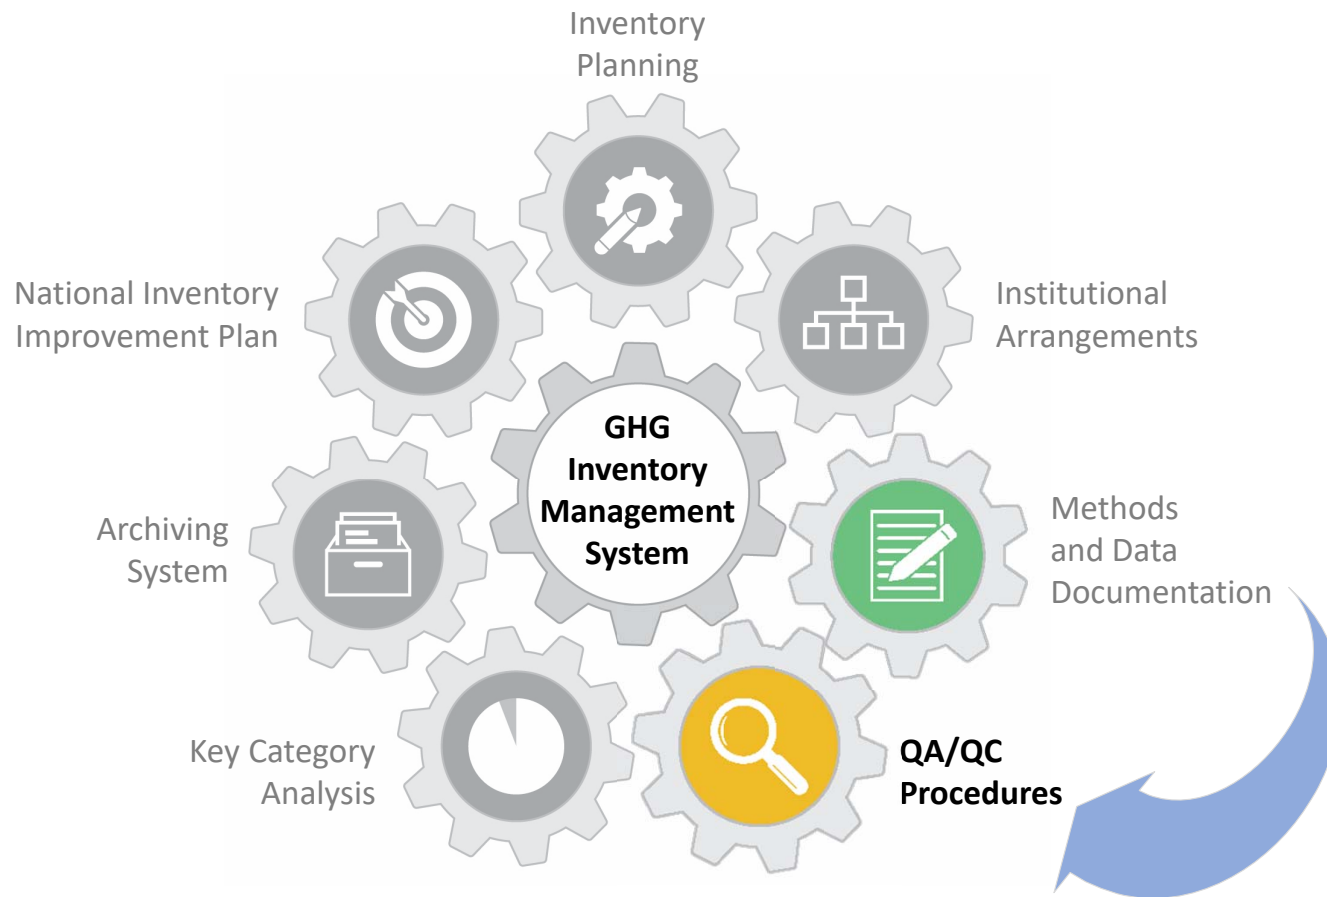 Inventory
Planning
National Inventory
Improvement Plan
Institutional
Arrangements
GHG
Inventory
Management
System
Archiving
System
Methods
and Data
Documentation
Key Category
Analysis
QA/QC
Procedures